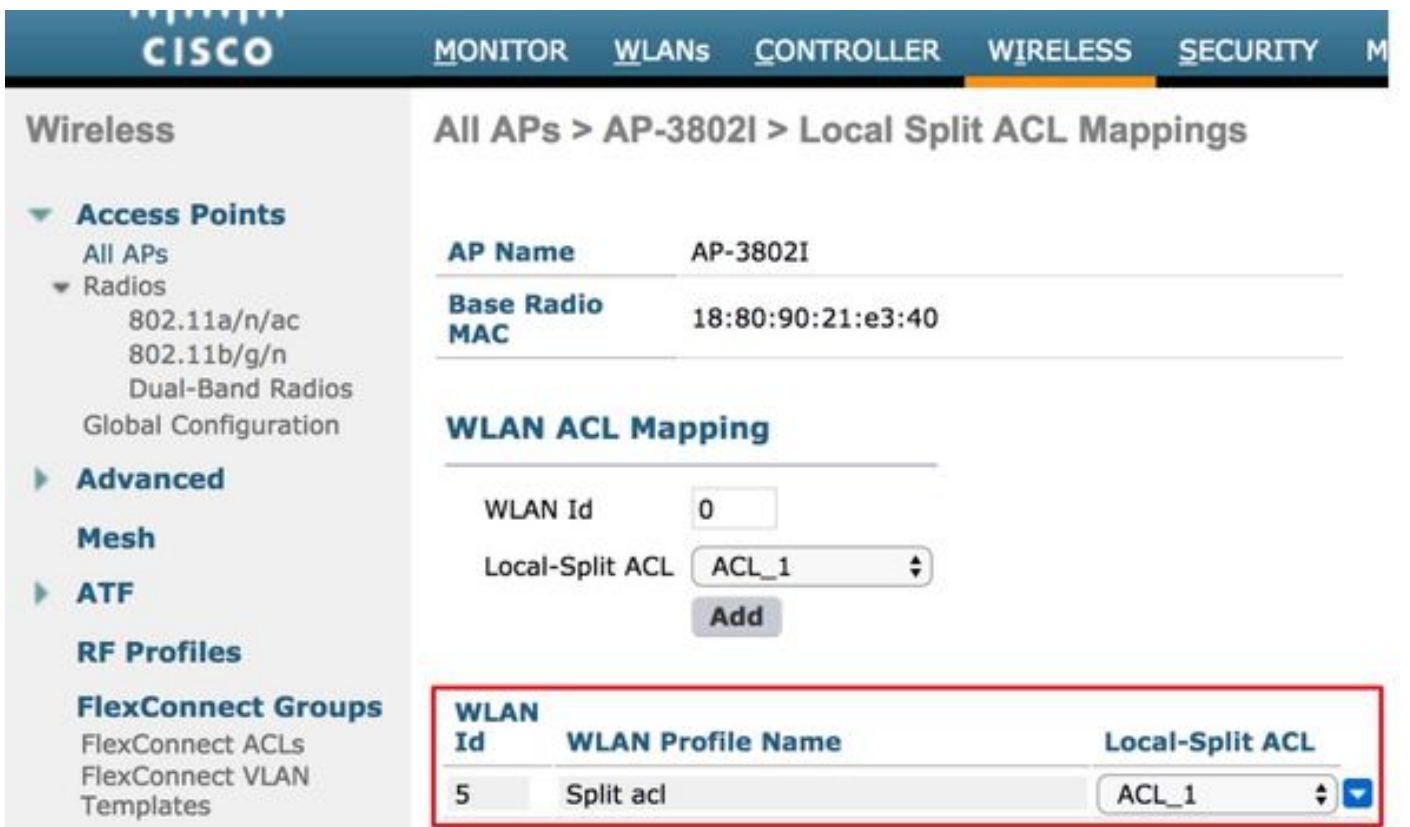 CISCO
MONITOR WLANs CONTROLLER WIRELESS SECURITY M
Wireless
Access Points
All APs
Radios
802.11a/n/ac
802.11b/g/n
Dual-Band Radios
Global Configuration
Advanced
Mesh
ATF
RF Profiles
FlexConnect Groups
FlexConnect ACLs
FlexConnect VLAN
Templates
All APs > AP-3802I > Local Split ACL Mappings
AP Name AP-3802I
Base Radio
MAC 18:80:90:21:e3:40
WLAN ACL Mapping
WLAN Id 0
Local-Split ACL ACL_1
Add
WLAN
Id WLAN Profile Name Local-Split ACL
5 Split acl ACL_1